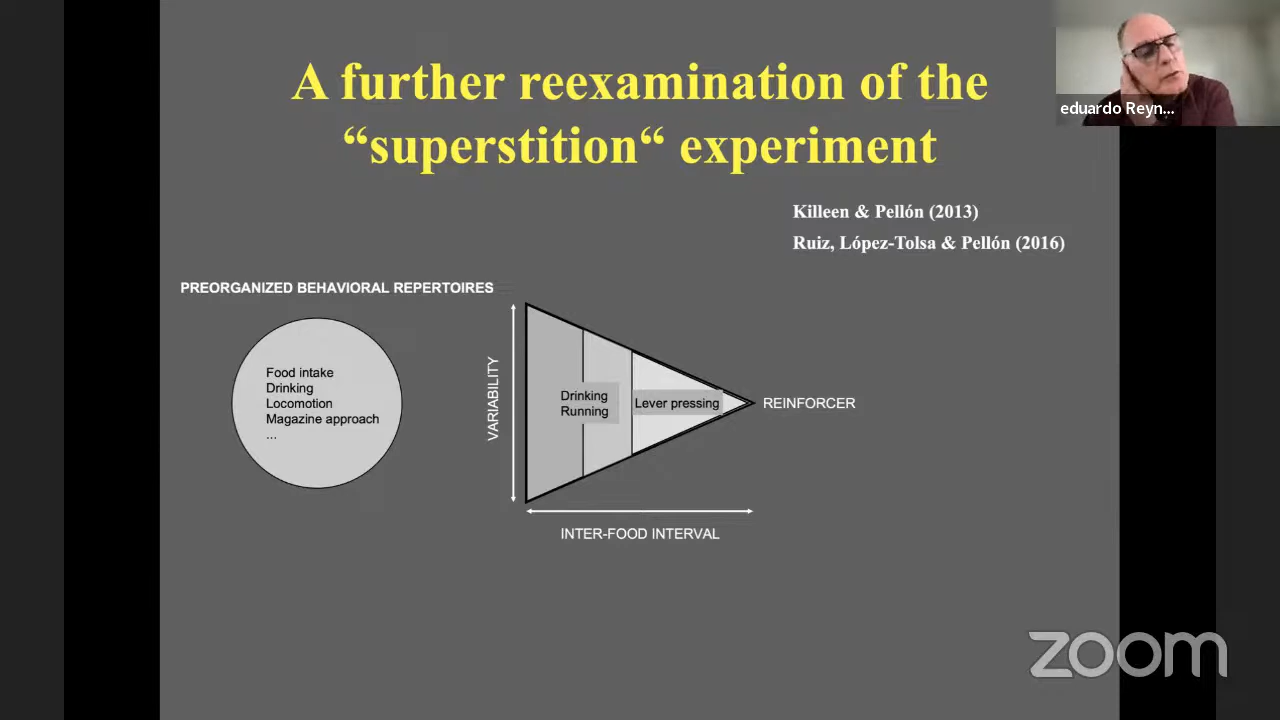 A further reexamination of the
“superstition“ experiment
eduardo Reyn...
Killeen & Pellón (2013)
Ruiz, López-Tolsa & Pellón (2016)
PREORGANIZED BEHAVIORAL REPERTOIRES
Food intake
Drinking
Locomotion
Magazine approach
...
VARIABILITY
Drinking
Running
Lever pressing
REINFORCER
INTER-FOOD INTERVAL
zoom